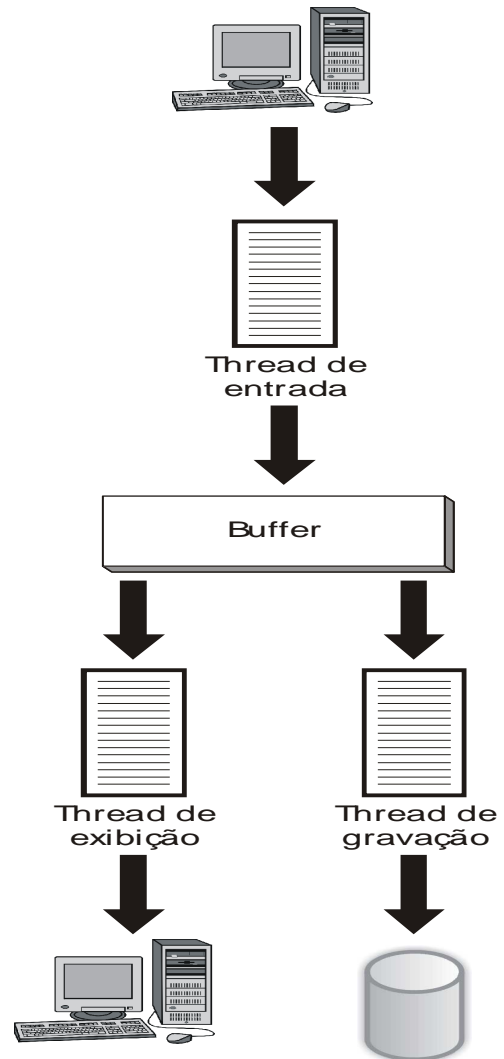 Thread de
entrada
Buffer
Thread de
exibição
Thread de
gravação